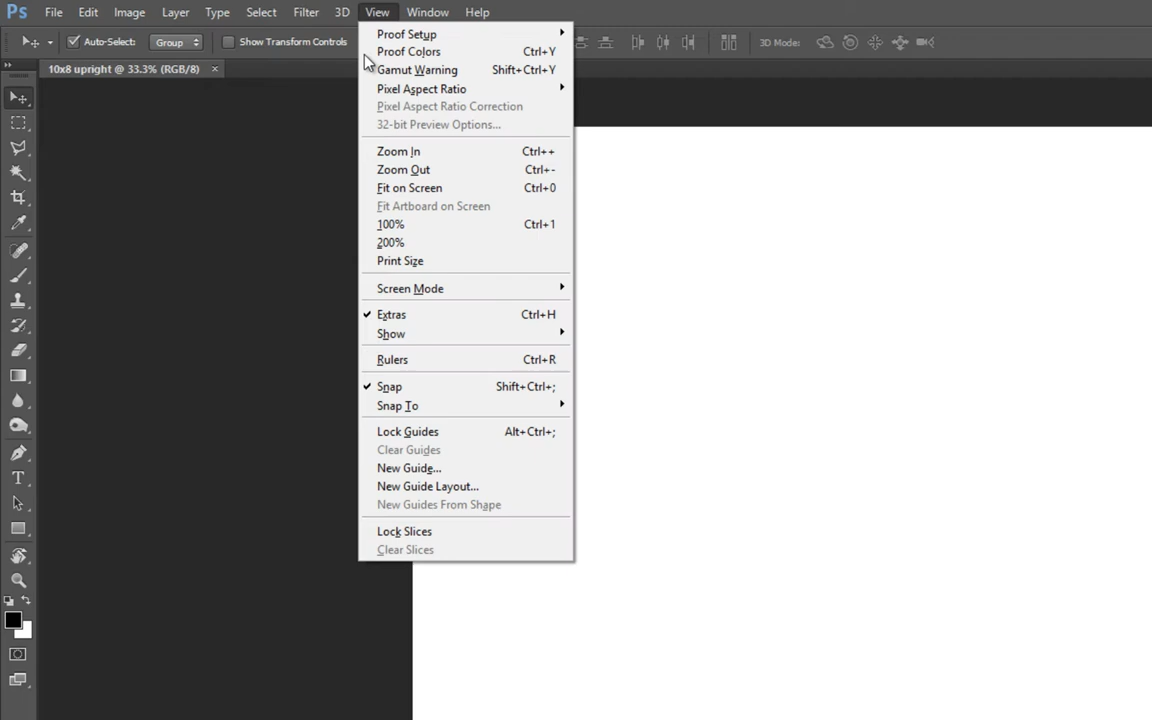 Ps File Edit Image Layer Type Select Filter 3D View Window Help
Auto-Select: Group Show Transform Controls 3D Mode:
10x8 upright @ 33.3% (RGB/8) ×
Proof Setup
Proof Colors Ctrl+Y
Gamut Warning Shift+Ctrl+Y
Pixel Aspect Ratio
Pixel Aspect Ratio Correction
32-bit Preview Options...
Zoom In Ctrl++
Zoom Out Ctrl+-
Fit on Screen Ctrl+0
Fit Artboard on Screen
100% Ctrl+1
200%
Print Size
Screen Mode
Extras Ctrl+H
Show
Rulers Ctrl+R
Snap Shift+Ctrl+;
Snap To
Lock Guides Alt+Ctrl+;
Clear Guides
New Guide...
New Guide Layout...
New Guides From Shape
Lock Slices
Clear Slices